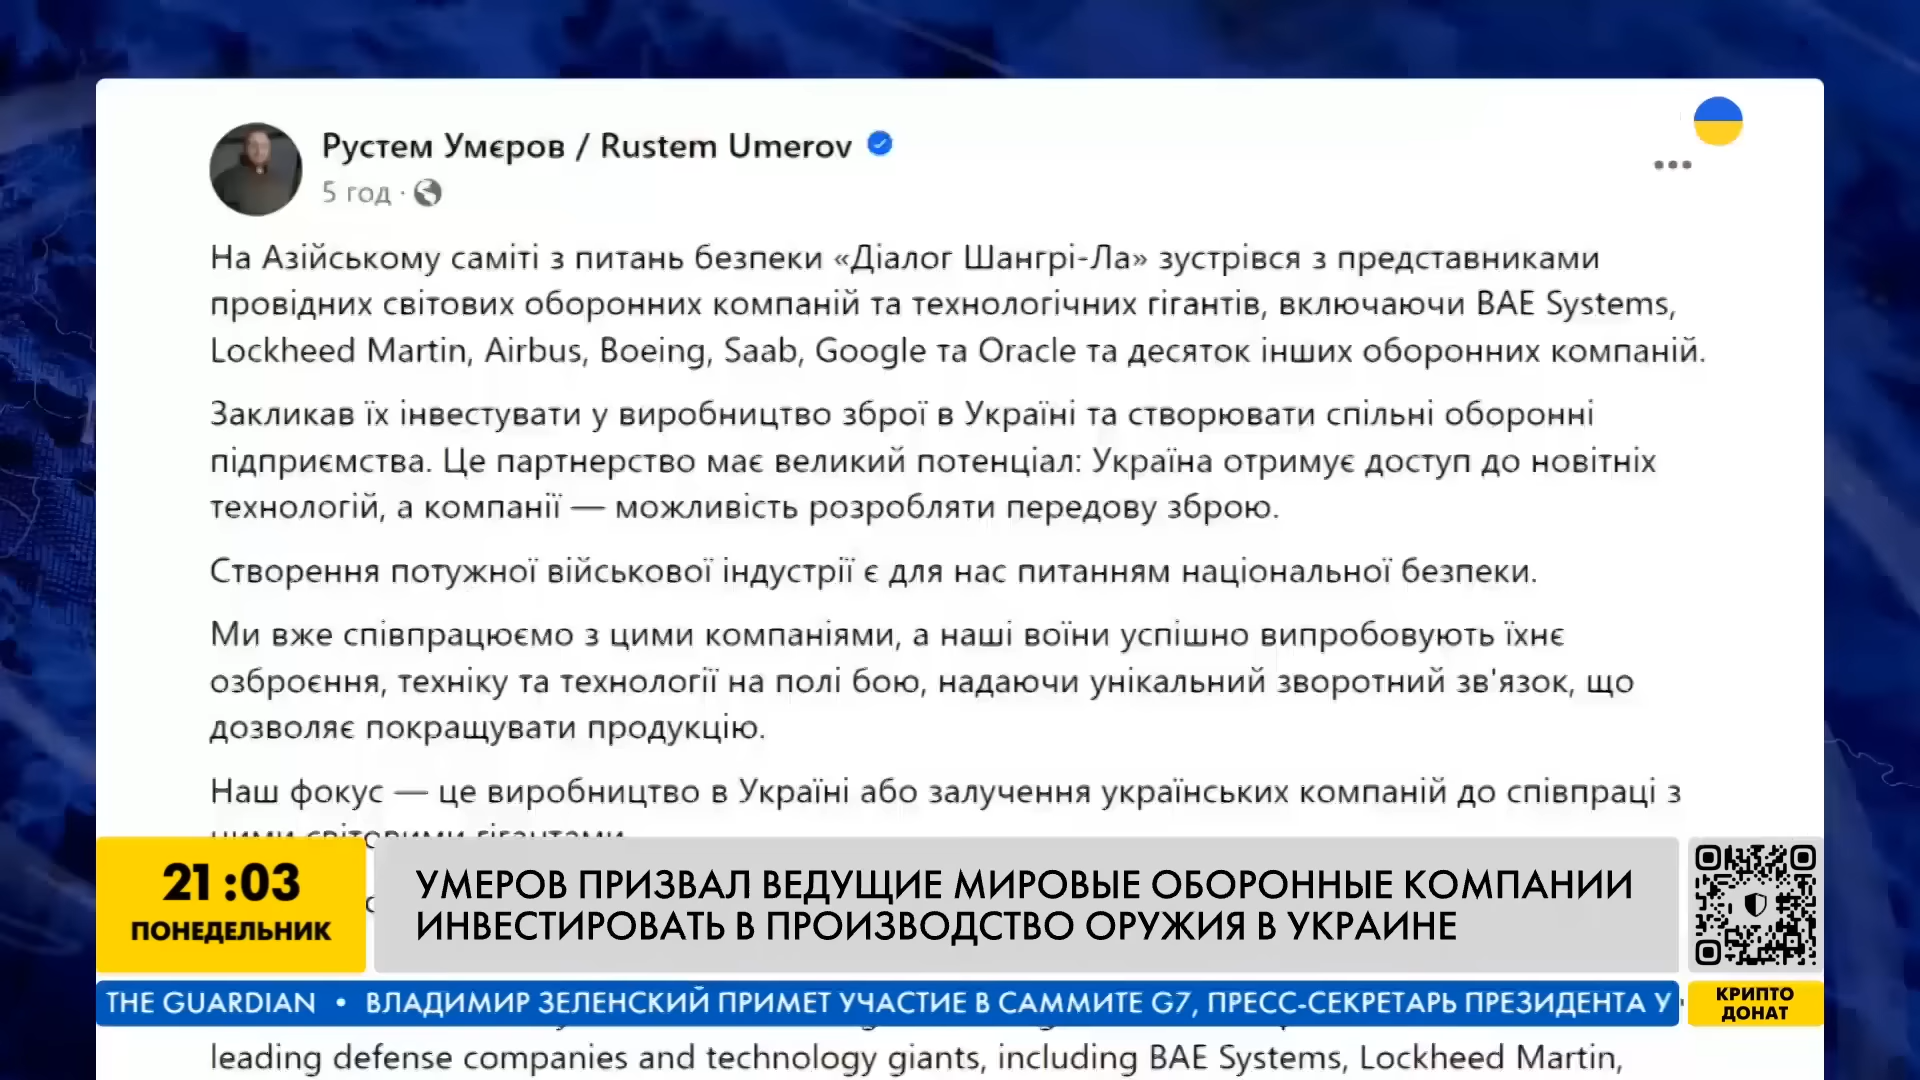 Рустем Умєров / Rustem Umerov
5 год ·
На Азійському саміті з питань безпеки «Діалог Шангрі-Ла» зустрівся з представниками
провідних світових оборонних компаній та технологічних гігантів, включаючи BAE Systems,
Lockheed Martin, Airbus, Boeing, Saab, Google та Oracle та десяток інших оборонних компаній.
Закликав їх інвестувати у виробництво зброї в Україні та створювати спільні оборонні
підприємства. Це партнерство має великий потенціал: Україна отримує доступ до новітніх
технологій, а компанії — можливість розробляти передову зброю.
Створення потужної військової індустрії є для нас питанням національної безпеки.
Ми вже співпрацюємо з цими компаніями, а наші воїни успішно випробовують їхнє
озброєння, техніку та технології на полі бою, надаючи унікальний зворотний зв'язок, що
дозволяє покращувати продукцію.
Наш фокус — це виробництво в Україні або залучення українських компаній до співпраці з
цими світовими гігантами
21:03
ПОНЕДЕЛЬНИК
УМЕРОВ ПРИЗВАЛ ВЕДУЩИЕ МИРОВЫЕ ОБОРОННЫЕ КОМПАНИИ
ИНВЕСТИРОВАТЬ В ПРОИЗВОДСТВО ОРУЖИЯ В УКРАИНЕ
THE GUARDIAN • ВЛАДИМИР ЗЕЛЕНСКИЙ ПРИМЕТ УЧАСТИЕ В САММИТЕ G7, ПРЕСС-СЕКРЕТАРЬ ПРЕЗИДЕНТА У
КРИПТО
ДОНАТ
leading defense companies and technology giants, including BAE Systems, Lockheed Martin,